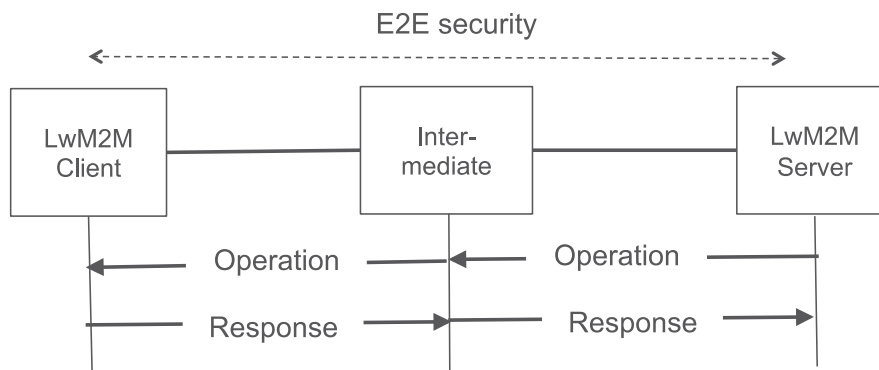 E2E security
LwM2M
Client
Inter-
mediate
LwM2M
Server
Operation
Operation
Response
Response